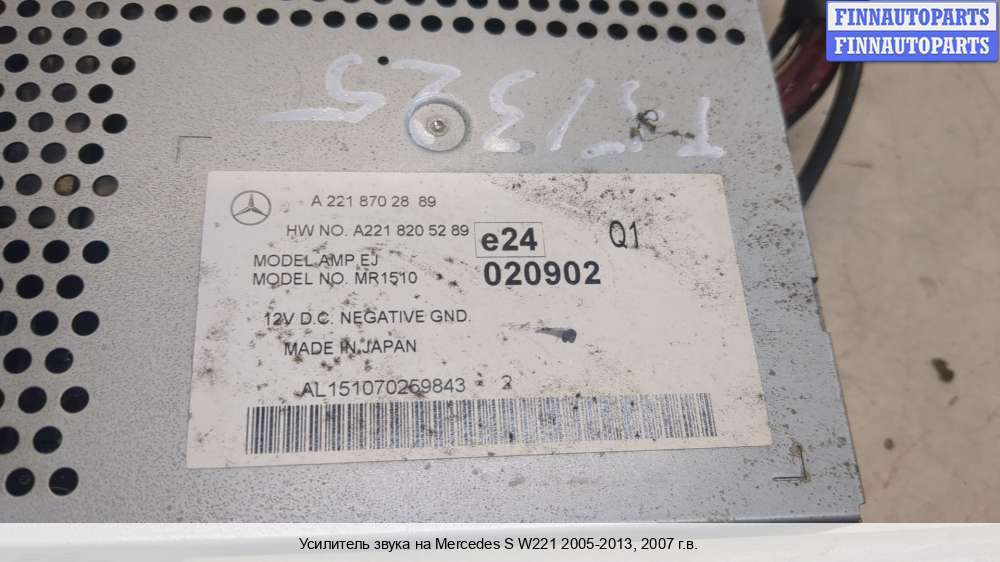 FINNAUTOPARTS
FINNAUTOPARTS
A 221 870 28 89
HW NO. A221 820 52 89
e24
Q1
MODEL AMP EJ
020902
MODEL NO. MR1510
12V D.C. NEGATIVE GND.
MADE IN JAPAN
AL151070259843 2
Усилитель звука на Mercedes S W221 2005-2013, 2007 г.в.